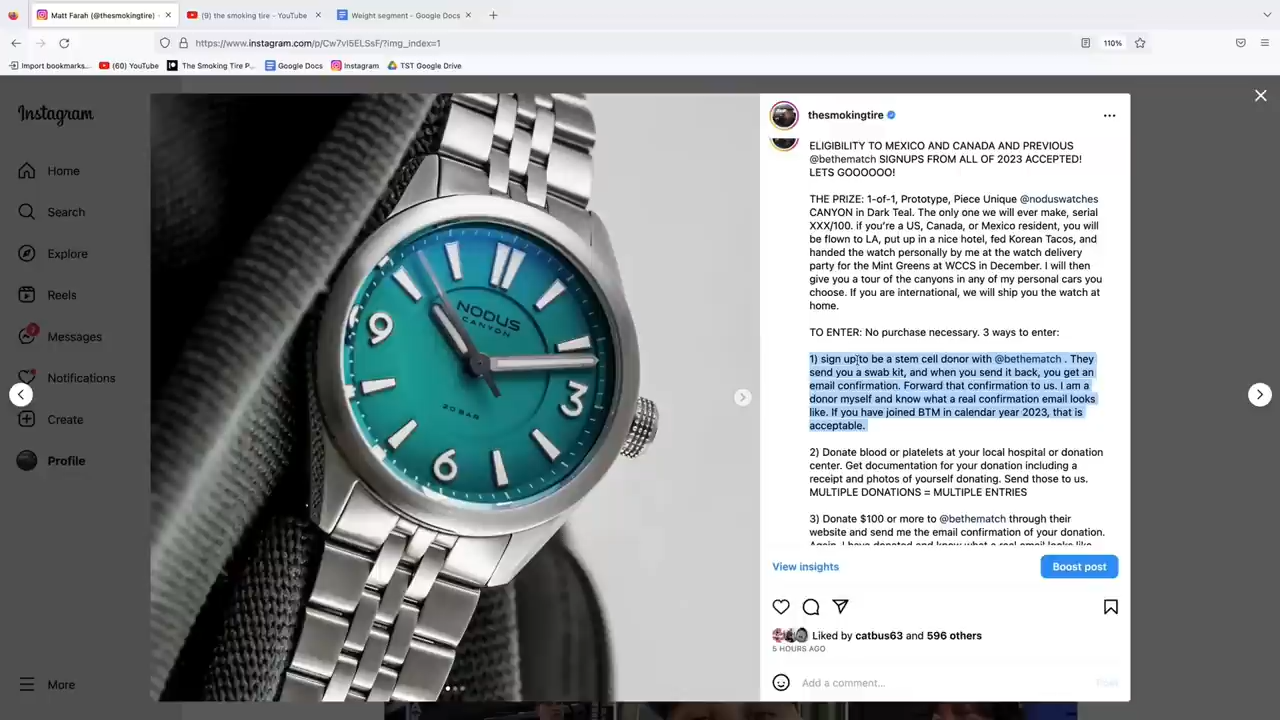 Matt Farah (@thesmokingtire)
(9) the smoking tire - YouTube
Weight segment - Google Docs
https://www.instagram.com/p/Cw7vI5ELSsF/?img_index=1
110%
Import bookmarks...
(60) YouTube
The Smoking Tire P...
Google Docs
Instagram
TST Google Drive
Instagram
Home
Search
Explore
Reels
Messages
Notifications
Create
Profile
More
NODUS
CANYON
20 BAR
9
3
6
thesmokingtire
ELIGIBILITY TO MEXICO AND CANADA AND PREVIOUS
@bethematch SIGNUPS FROM ALL OF 2023 ACCEPTED!
LETS GOOOOOO!
THE PRIZE: 1-of-1, Prototype, Piece Unique @noduswatches
CANYON in Dark Teal. The only one we will ever make, serial
XXX/100. if you're a US, Canada, or Mexico resident, you will
be flown to LA, put up in a nice hotel, fed Korean Tacos, and
handed the watch personally by me at the watch delivery
party for the Mint Greens at WCCS in December. I will then
give you a tour of the canyons in any of my personal cars you
choose. If you are international, we will ship you the watch at
home.
TO ENTER: No purchase necessary. 3 ways to enter:
1) sign up to be a stem cell donor with @bethematch . They
send you a swab kit, and when you send it back, you get an
email confirmation. Forward that confirmation to us. I am a
donor myself and know what a real confirmation email looks
like. If you have joined BTM in calendar year 2023, that is
acceptable.
2) Donate blood or platelets at your local hospital or donation
center. Get documentation for your donation including a
receipt and photos of yourself donating. Send those to us.
MULTIPLE DONATIONS = MULTIPLE ENTRIES
3) Donate $100 or more to @bethematch through their
website and send me the email confirmation of your donation.
Again, I have donated and know what a real email looks like.
View insights
Boost post
Liked by catbus63 and 596 others
5 HOURS AGO
Add a comment...
Post